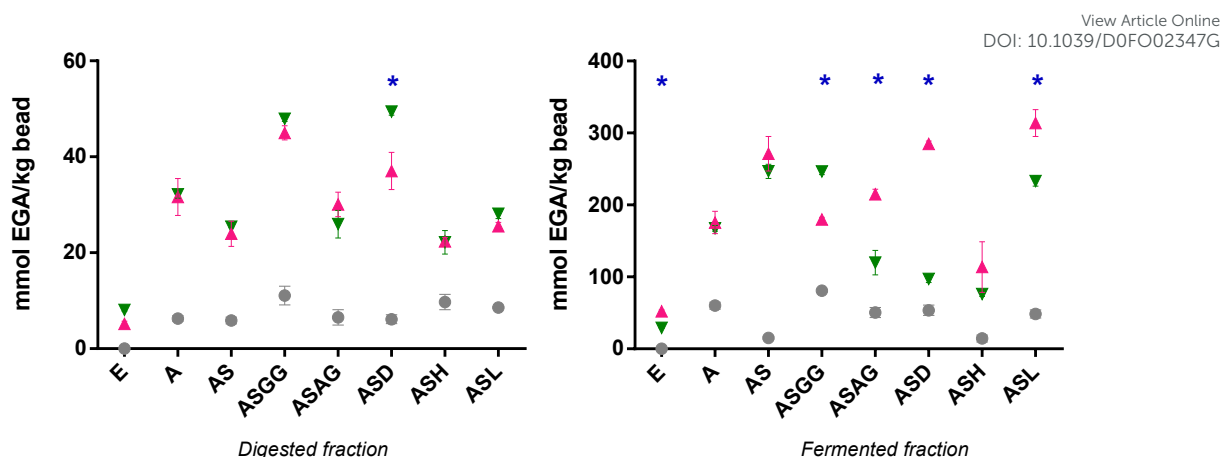 View Article Online
DOI: 10.1039/D0FO02347G
mmol EGA/kg bead
60
40
20
0
*
E
A
AS
ASGG
ASAG
ASD
ASH
ASL
Digested fraction
mmol EGA/kg bead
400
300
200
100
0
* * * * *
E
A
AS
ASGG
ASAG
ASD
ASH
ASL
Fermented fraction